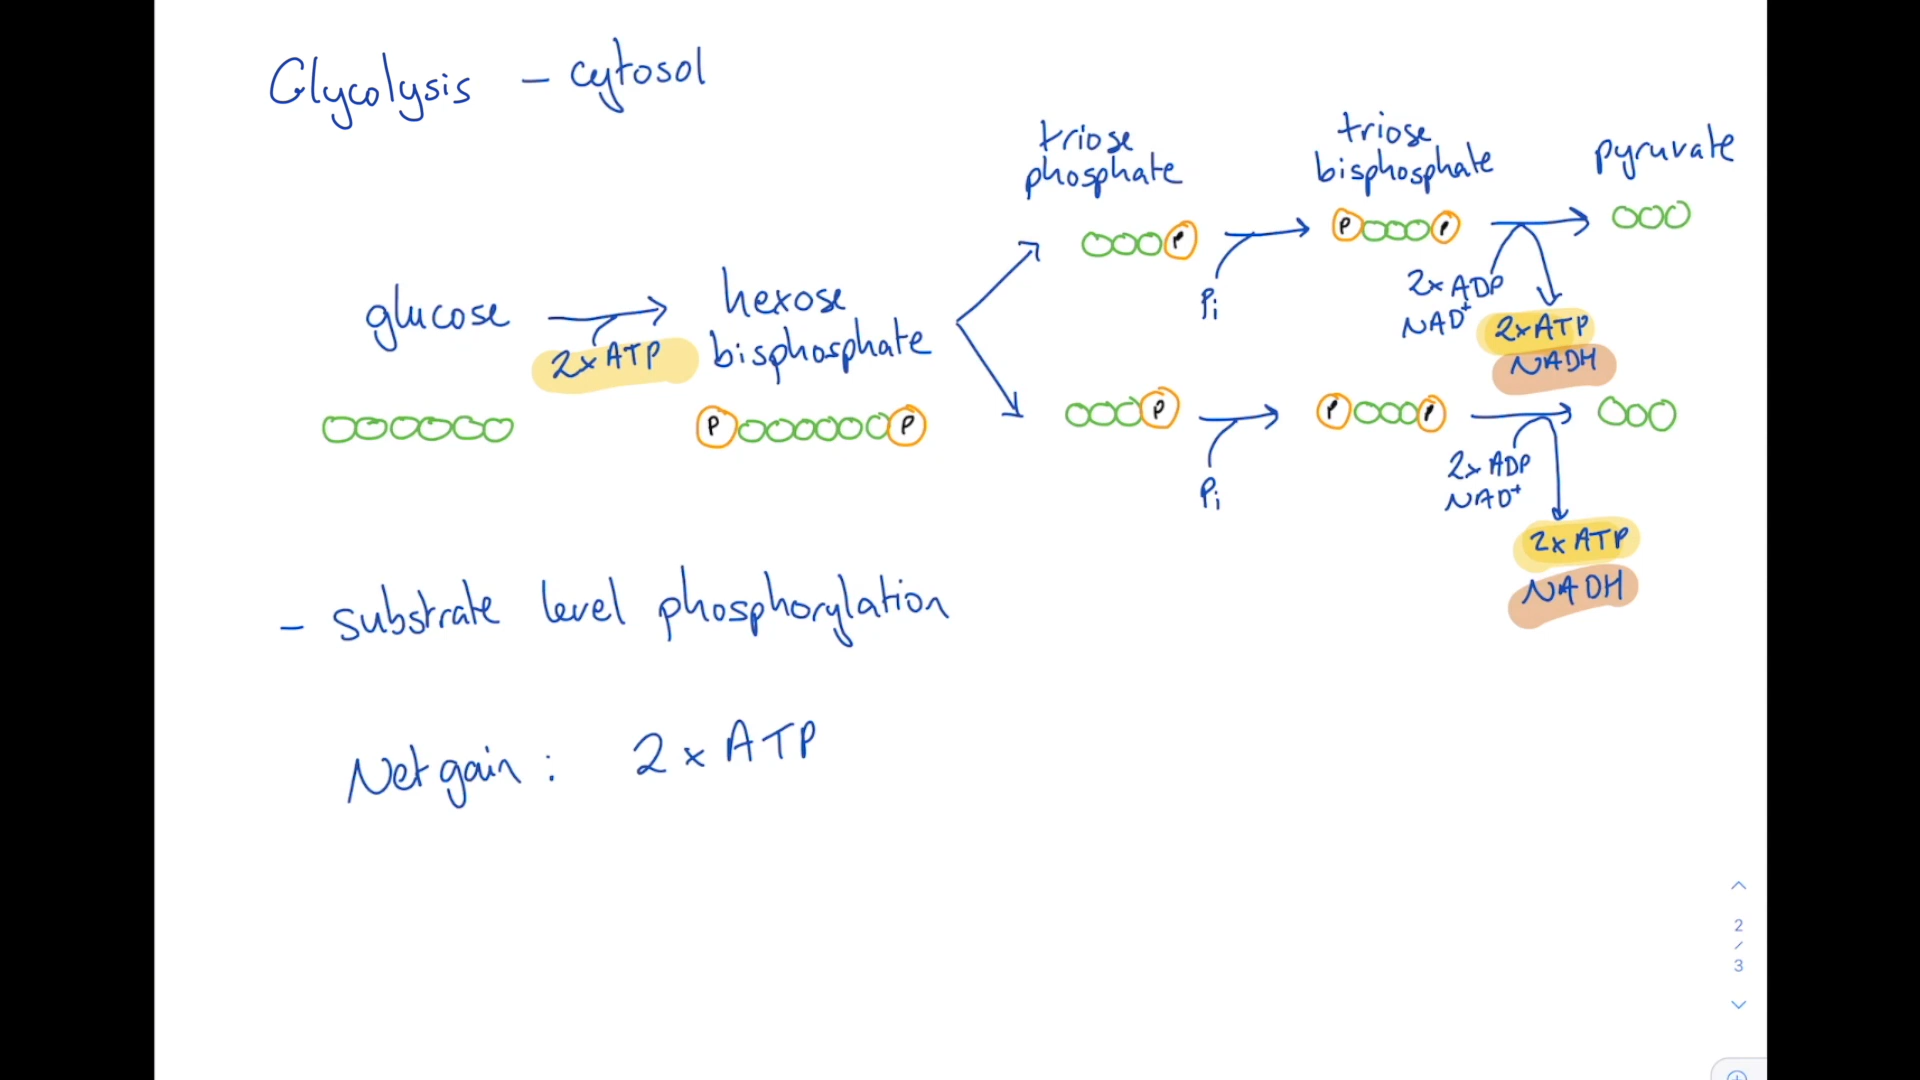 Glycolysis - cytosol
triose
phosphate
triose
bisphosphate
pyruvate
P
P
P
Pi
2x ADP
NAD+
2x ATP
NADH
glucose
2x ATP
hexose
bisphosphate
P
P
P
P
P
Pi
2x ADP
NAD+
2x ATP
NADH
- substrate level phosphorylation
Net gain : 2 x ATP
2
/
3